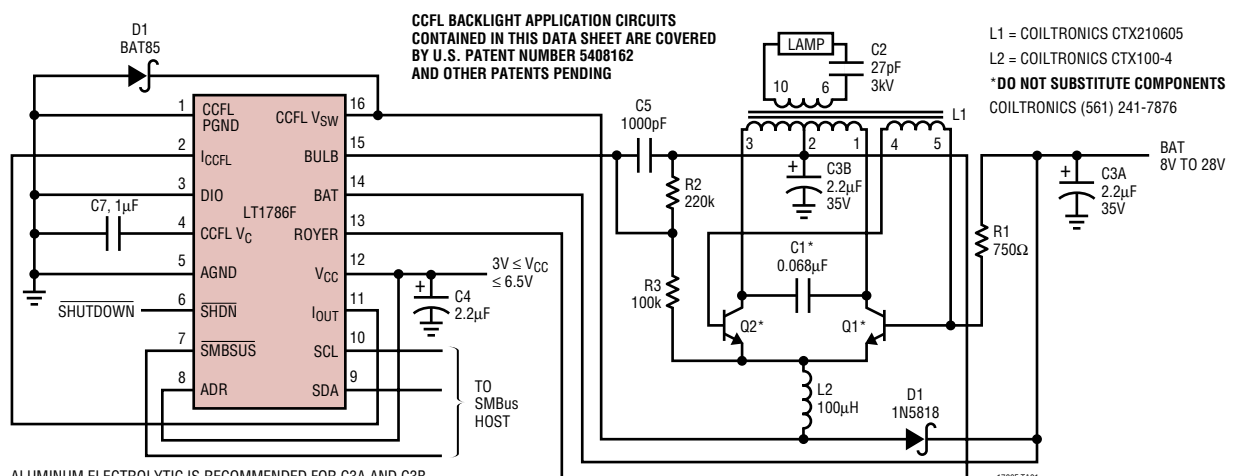 D1
BAT85
CCFL BACKLIGHT APPLICATION CIRCUITS
CONTAINED IN THIS DATA SHEET ARE COVERED
BY U.S. PATENT NUMBER 5408162
AND OTHER PATENTS PENDING
LAMP
C2
27pF
3kV
10
6
L1 = COILTRONICS CTX210605
L2 = COILTRONICS CTX100-4
*DO NOT SUBSTITUTE COMPONENTS
COILTRONICS (561) 241-7876
L1
3
2
1
4
5
C5
1000pF
1
CCFL
PGND
CCFL VSW
16
2
ICCFL
BULB
15
3
DIO
BAT
14
LT1786F
4
CCFL VC
ROYER
13
5
AGND
VCC
12
6
SHDN
IOUT
11
7
SMBSUS
SCL
10
8
ADR
SDA
9
C7, 1μF
SHUTDOWN
3V ≤ VCC
≤ 6.5V
+
C4
2.2μF
TO
SMBus
HOST
R2
220k
R3
100k
+
C3B
2.2μF
35V
C1*
0.068μF
Q2*
Q1*
L2
100μH
D1
1N5818
R1
750Ω
BAT
8V TO 28V
+
C3A
2.2μF
35V
ALUMINUM ELECTROLYTIC IS RECOMMENDED FOR C3A AND C3B